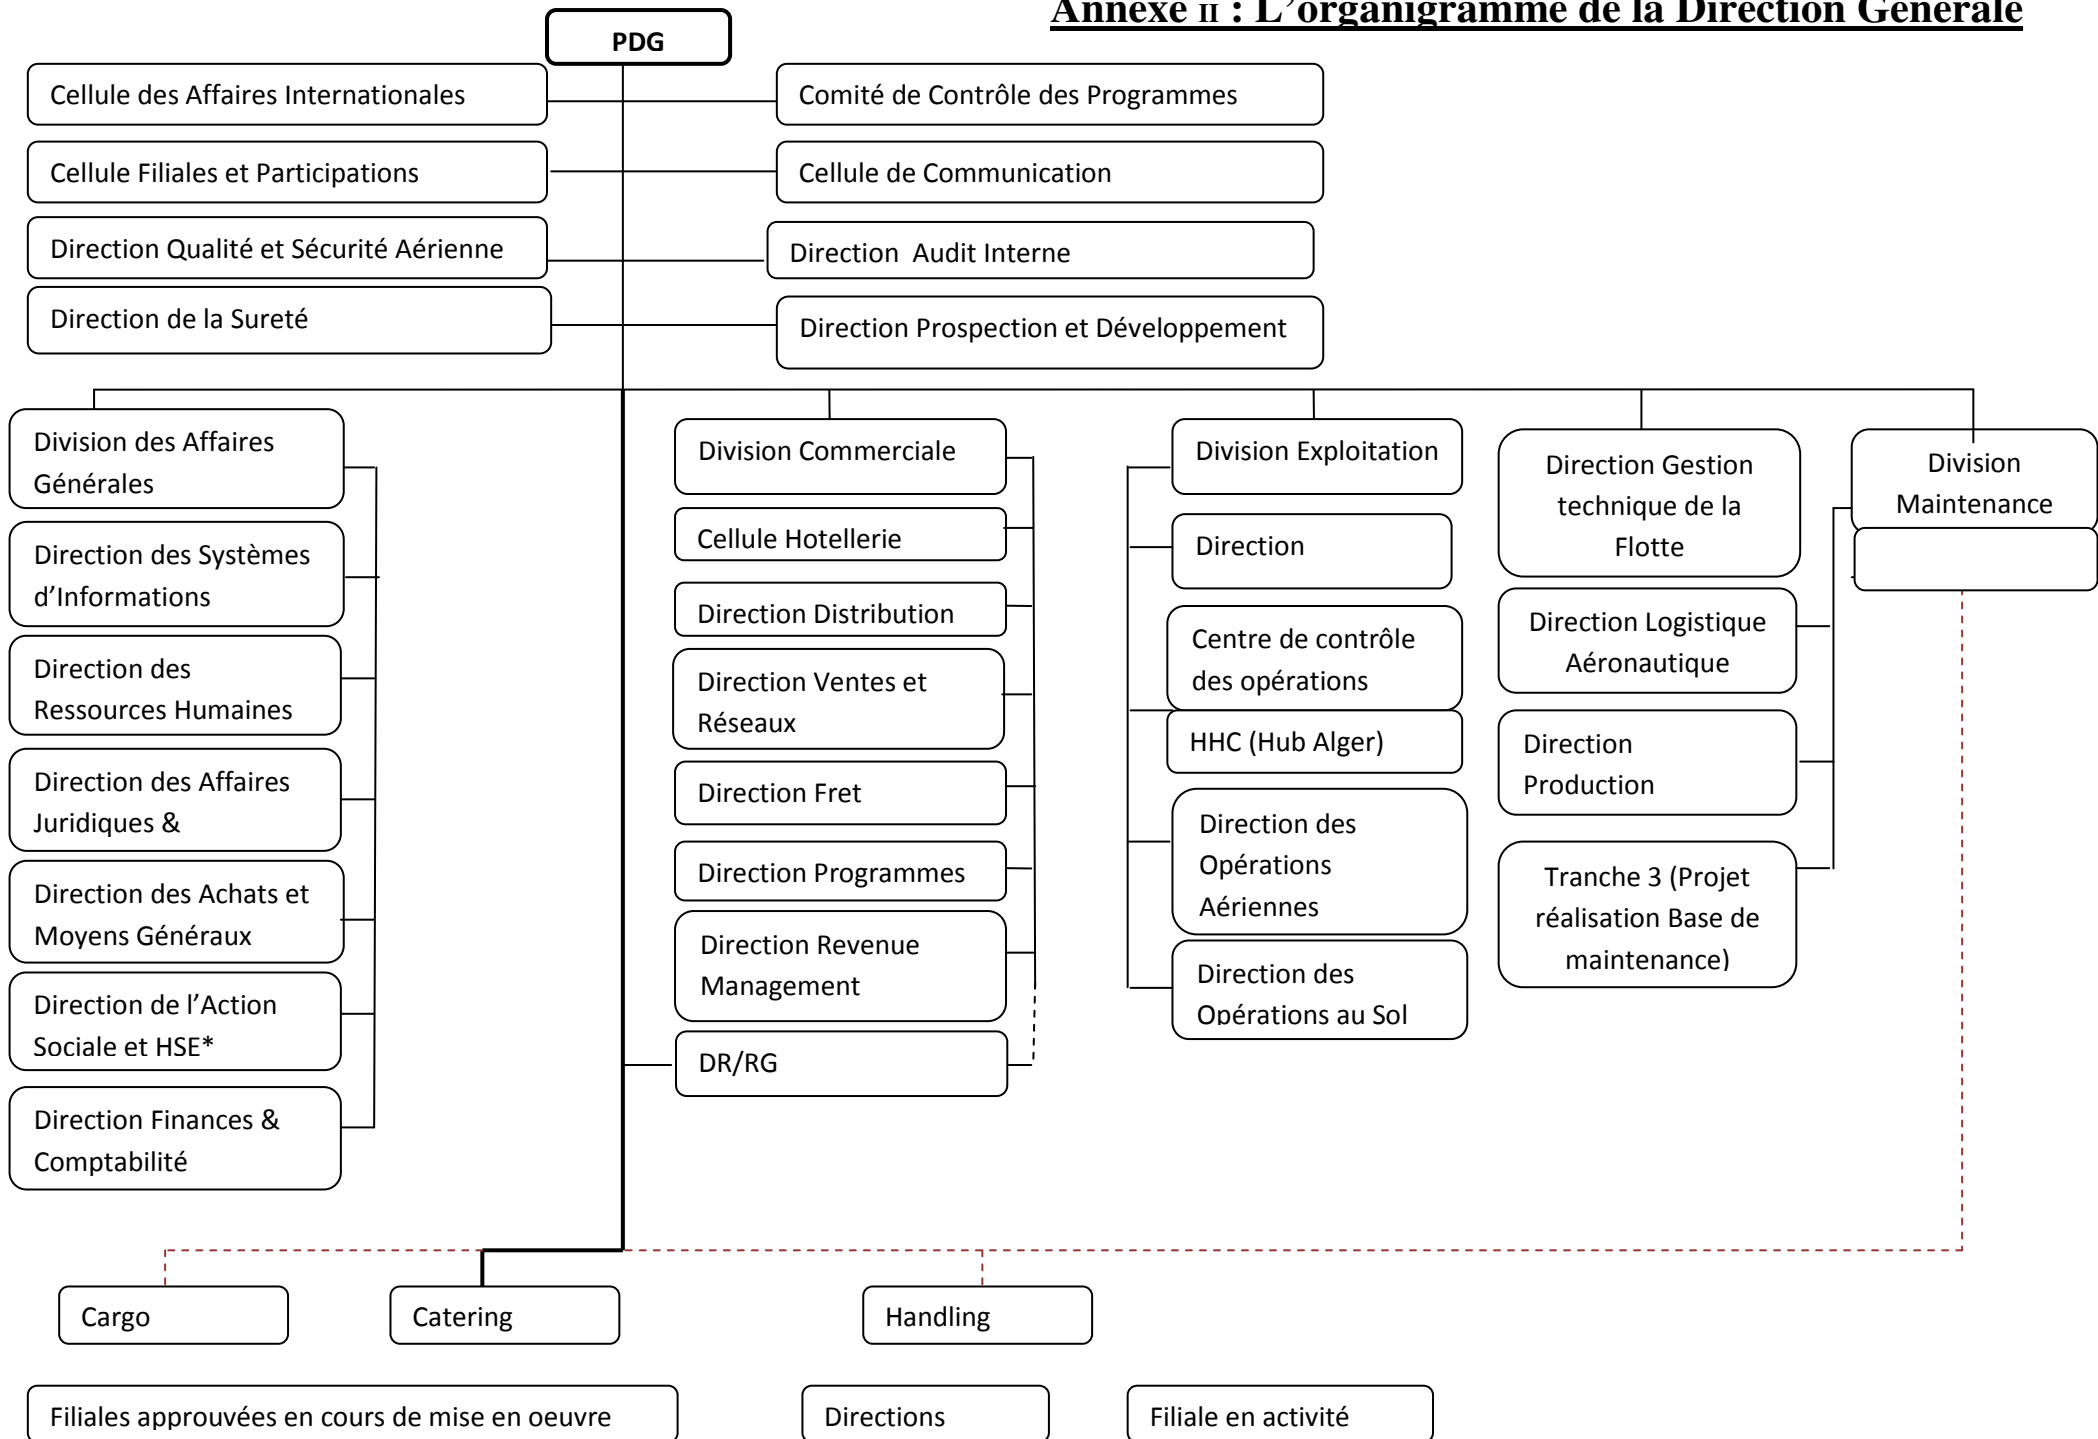 Annexe II : L'organigramme de la Direction Générale
PDG
Cellule des Affaires Internationales
Comité de Contrôle des Programmes
Cellule Filiales et Participations
Cellule de Communication
Direction Qualité et Sécurité Aérienne
Direction Audit Interne
Direction de la Sureté
Direction Prospection et Développement
Division des Affaires
Générales
Direction des Systèmes
d'Informations
Direction des
Ressources Humaines
Direction des Affaires
Juridiques &
Direction des Achats et
Moyens Généraux
Direction de l'Action
Sociale et HSE*
Direction Finances &
Comptabilité
Division Commerciale
Cellule Hotellerie
Direction Distribution
Direction Ventes et
Réseaux
Direction Fret
Direction Programmes
Direction Revenue
Management
DR/RG
Division Exploitation
Direction
Centre de contrôle
des opérations
HHC (Hub Alger)
Direction des
Opérations
Aériennes
Direction des
Opérations au Sol
Direction Gestion
technique de la
Flotte
Direction Logistique
Aéronautique
Direction
Production
Tranche 3 (Projet
réalisation Base de
maintenance)
Division
Maintenance
Cargo
Catering
Handling
Filiales approuvées en cours de mise en oeuvre
Directions
Filiale en activité